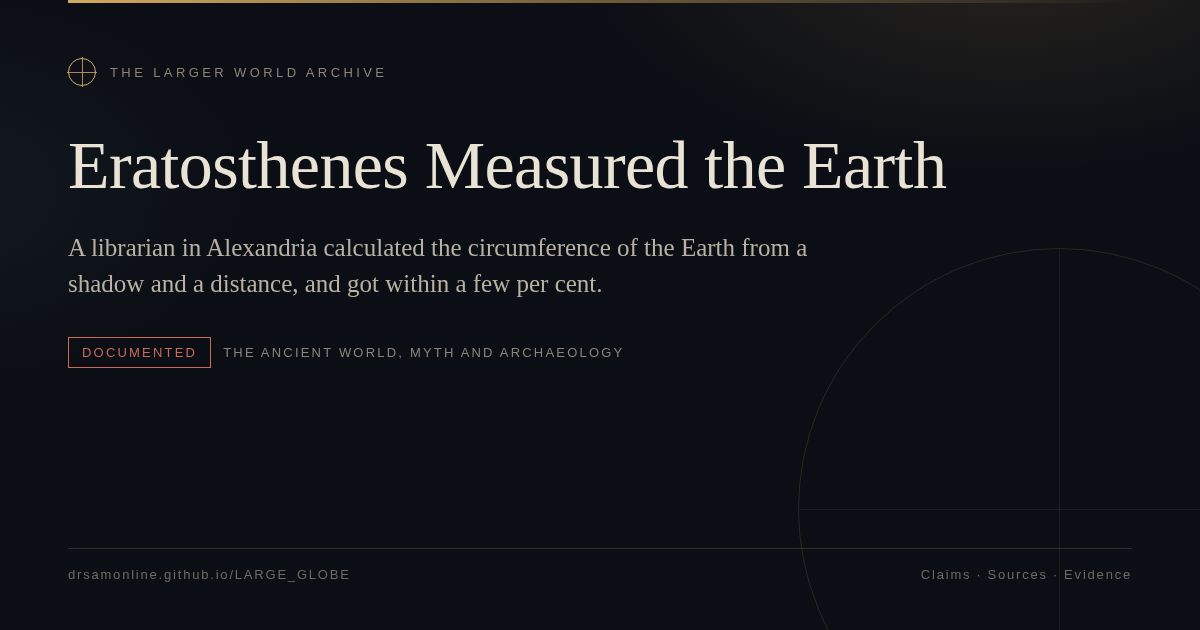 THE LARGER WORLD ARCHIVE
Eratosthenes Measured the Earth
A librarian in Alexandria calculated the circumference of the Earth from a
shadow and a distance, and got within a few per cent.
DOCUMENTED THE ANCIENT WORLD, MYTH AND ARCHAEOLOGY
drsamonline.github.io/LARGE_GLOBE Claims · Sources · Evidence